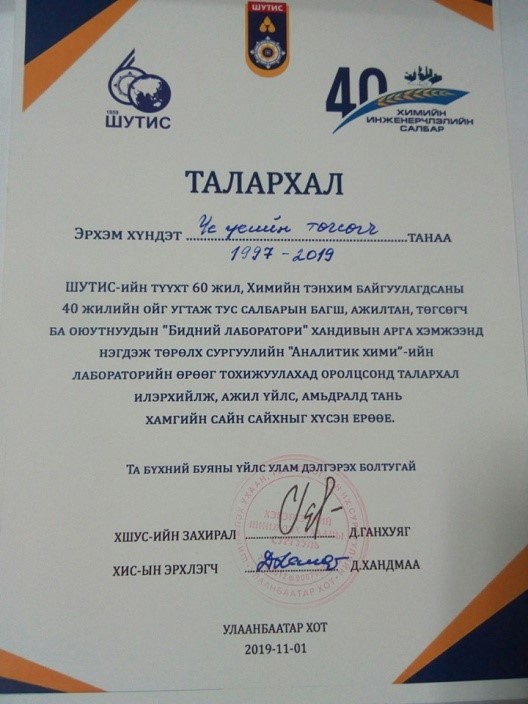 ШУТИС
1959
ШУТИС
40
ХИМИЙН
ИНЖЕНЕРЧЛЭЛИЙН
САЛБАР
ТАЛАРХАЛ
ЭРХЭМ ХҮНДЭТ Ус үеийн төгсөгч ТАНАА
1997-2019
ШУТИС-ИЙН ТҮҮХТ 60 ЖИЛ, ХИМИЙН ТЭНХИМ БАЙГУУЛАГДСАНЫ
40 ЖИЛИЙН ОЙГ УГТАЖ ТУС САЛБАРЫН БАГШ, АЖИЛТАН, ТӨГСӨГЧ
БА ОЮУТНУУДЫН "БИДНИЙ ЛАБОРАТОРИ" ХАНДИВЫН АРГА ХЭМЖЭЭНД
НЭГДЭЖ ТӨРӨЛХ СУРГУУЛИЙН "АНАЛИТИК ХИМИ"-ИЙН
ЛАБОРАТОРИЙН ӨРӨӨГ ТОХИЖУУЛАХАД ОРОЛЦСОНД ТАЛАРХАЛ
ИЛЭРХИЙЛЖ, АЖИЛ ҮЙЛС, АМЬДРАЛД ТАНЬ
ХАМГИЙН САЙН САЙХНЫГ ХҮСЭН ЕРӨӨЕ.
ТА БҮХНИЙ БУЯНЫ ҮЙЛС УЛАМ ДЭЛГЭРЭХ БОЛТУГАЙ
ХШУС-ИЙН ЗАХИРАЛ Д.ГАНХУЯГ
ХИС-ЫН ЭРХЛЭГЧ Д.ХАНДМАА
УЛААНБААТАР ХОТ
2019-11-01